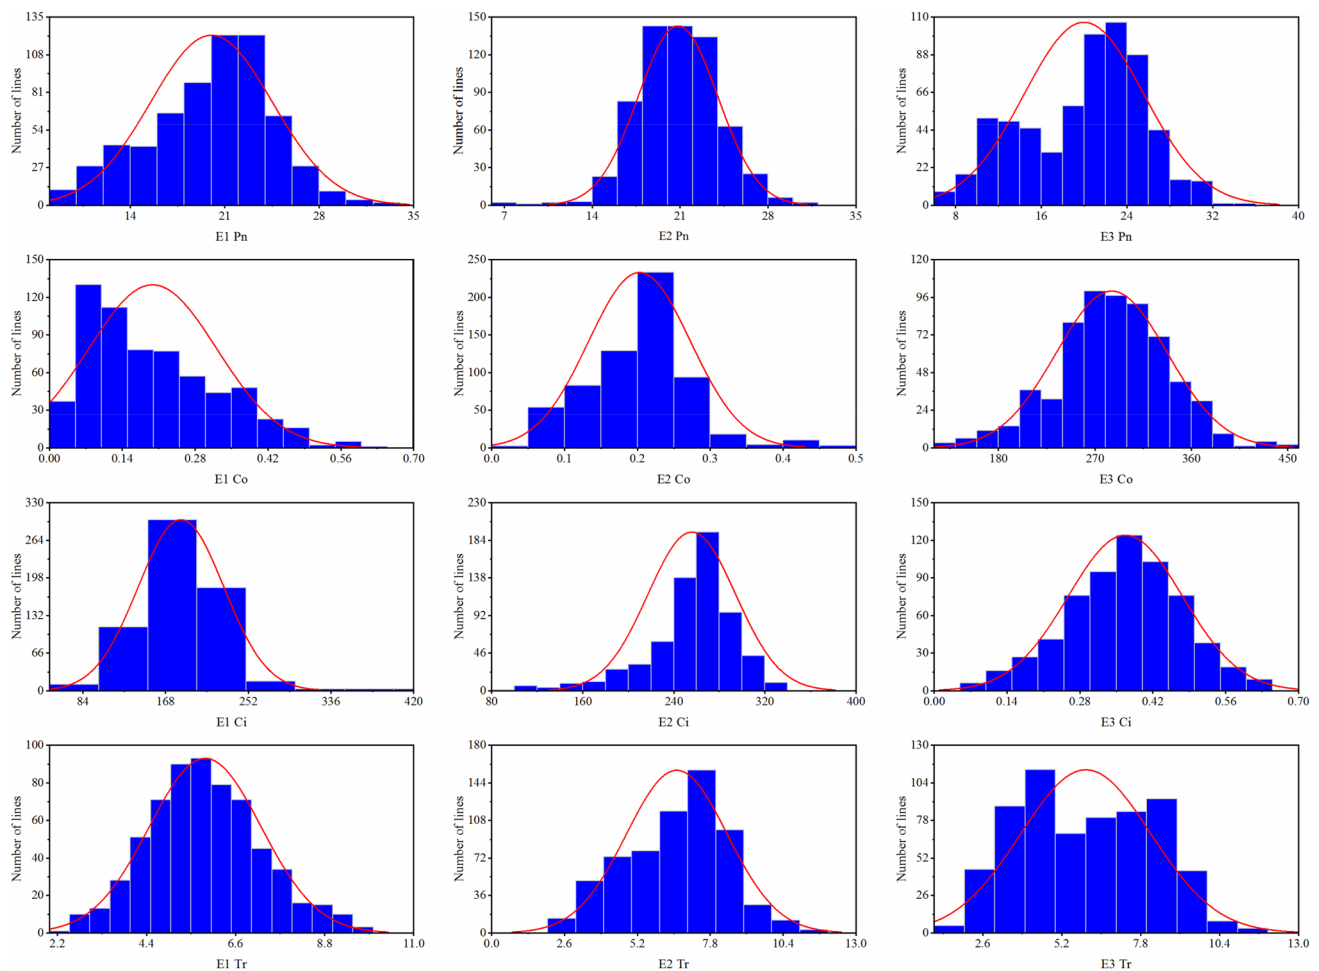 135
108
81
54
27
0
14 21 28 35
Number of lines
E1 Pn
150
120
90
60
30
0
7 14 21 28 35
Number of lines
E2 Pn
110
88
66
44
22
0
8 16 24 32 40
Number of lines
E3 Pn
150
120
90
60
30
0
0.00 0.14 0.28 0.42 0.56 0.70
Number of lines
E1 Co
250
200
150
100
50
0
0.0 0.1 0.2 0.3 0.4 0.5
Number of lines
E2 Co
120
96
72
48
24
0
180 270 360 450
Number of lines
E3 Co
330
264
198
132
66
0
84 168 252 336 420
Number of lines
E1 Ci
230
184
138
92
46
0
80 160 240 320 400
Number of lines
E2 Ci
150
120
90
60
30
0
0.00 0.14 0.28 0.42 0.56 0.70
Number of lines
E3 Ci
100
80
60
40
20
0
2.2 4.4 6.6 8.8 11.0
Number of lines
E1 Tr
180
144
108
72
36
0
0.0 2.6 5.2 7.8 10.4 13.0
Number of lines
E2 Tr
130
104
78
52
26
0
2.6 5.2 7.8 10.4 13.0
Number of lines
E3 Tr